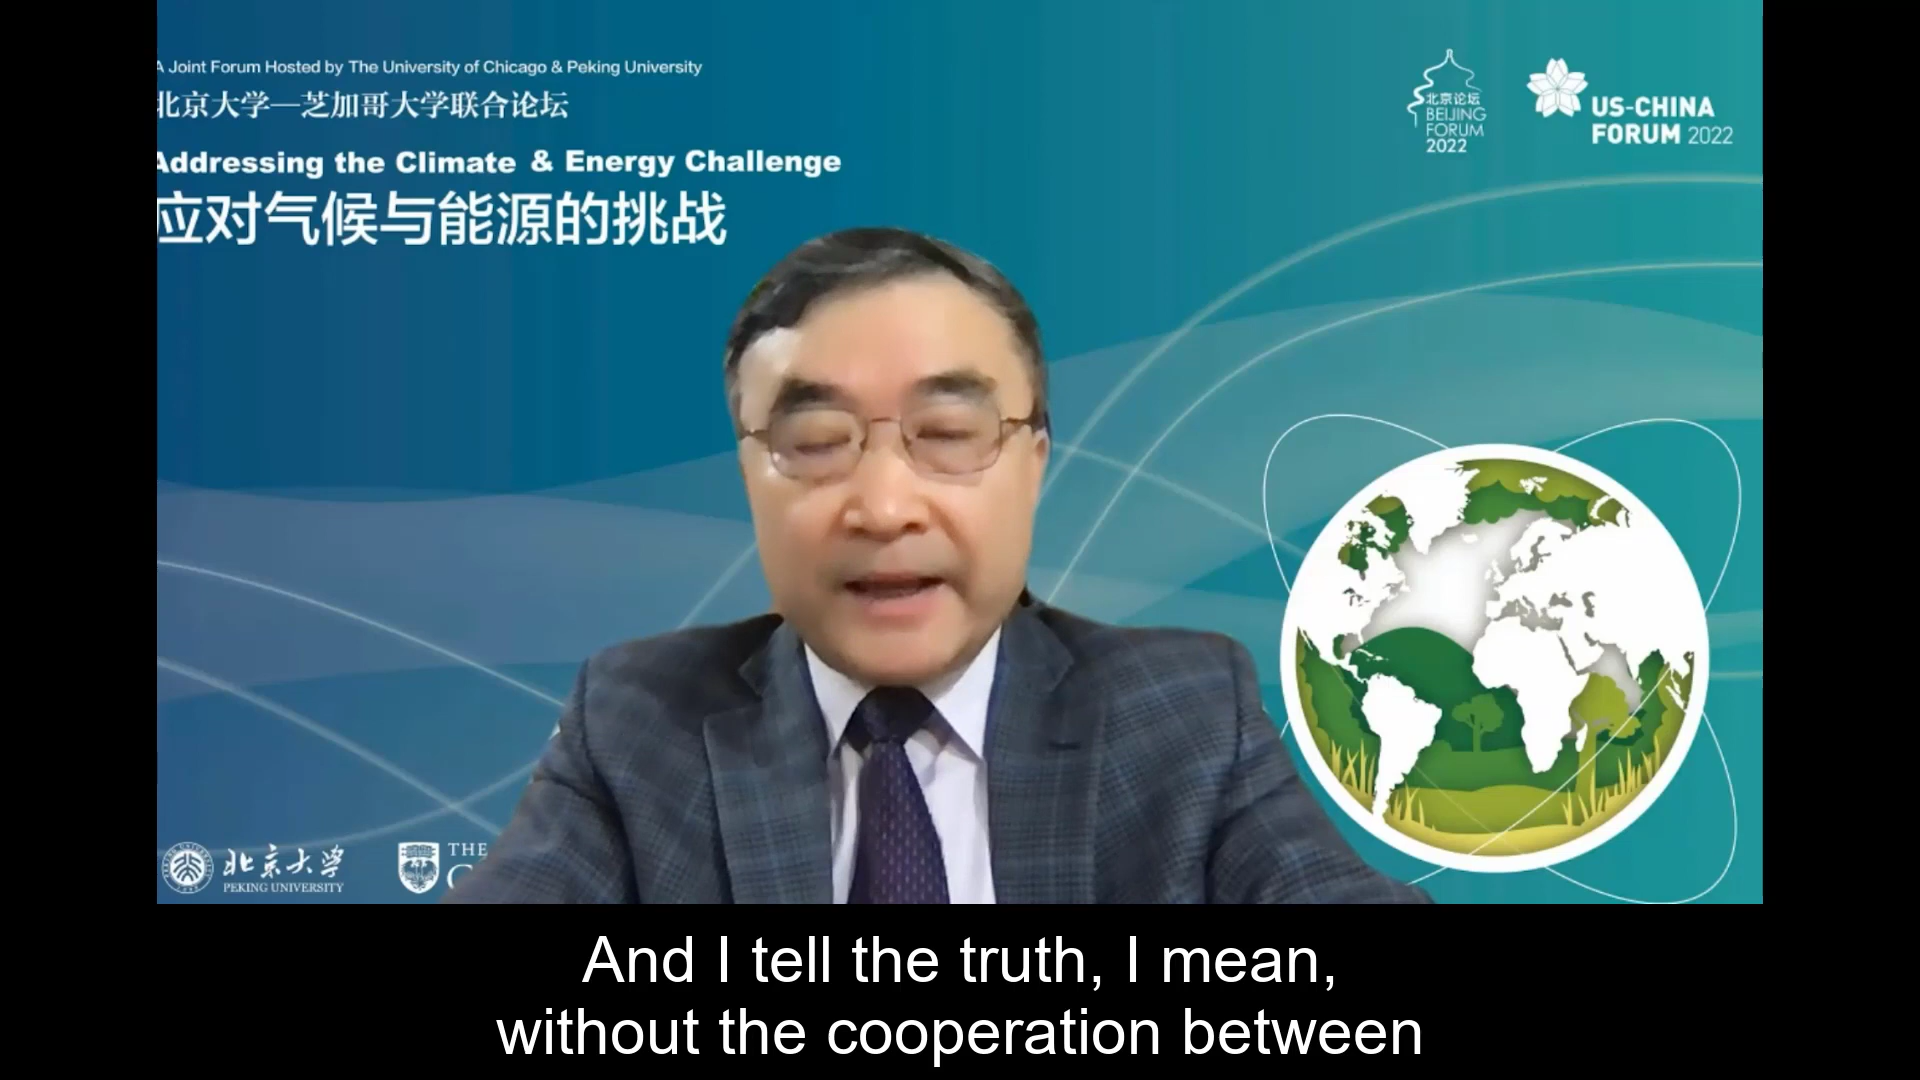 A Joint Forum Hosted by The University of Chicago & Peking University
北京大学—芝加哥大学联合论坛
Addressing the Climate & Energy Challenge
应对气候与能源的挑战
北京论坛
BEIJING
FORUM
2022
US-CHINA
FORUM 2022
北京大学
PEKING UNIVERSITY
THE
C
And I tell the truth, I mean,
without the cooperation between